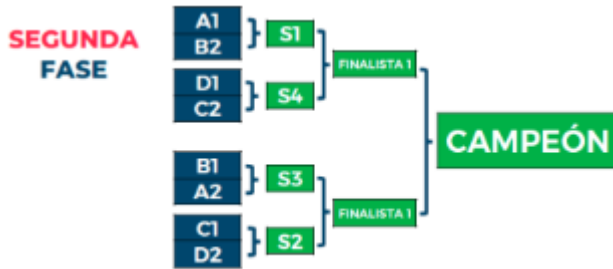 SEGUNDA
FASE
A1
B2
S1
D1
C2
S4
FINALISTA 1
B1
A2
S3
C1
D2
S2
FINALISTA 1
CAMPEÓN